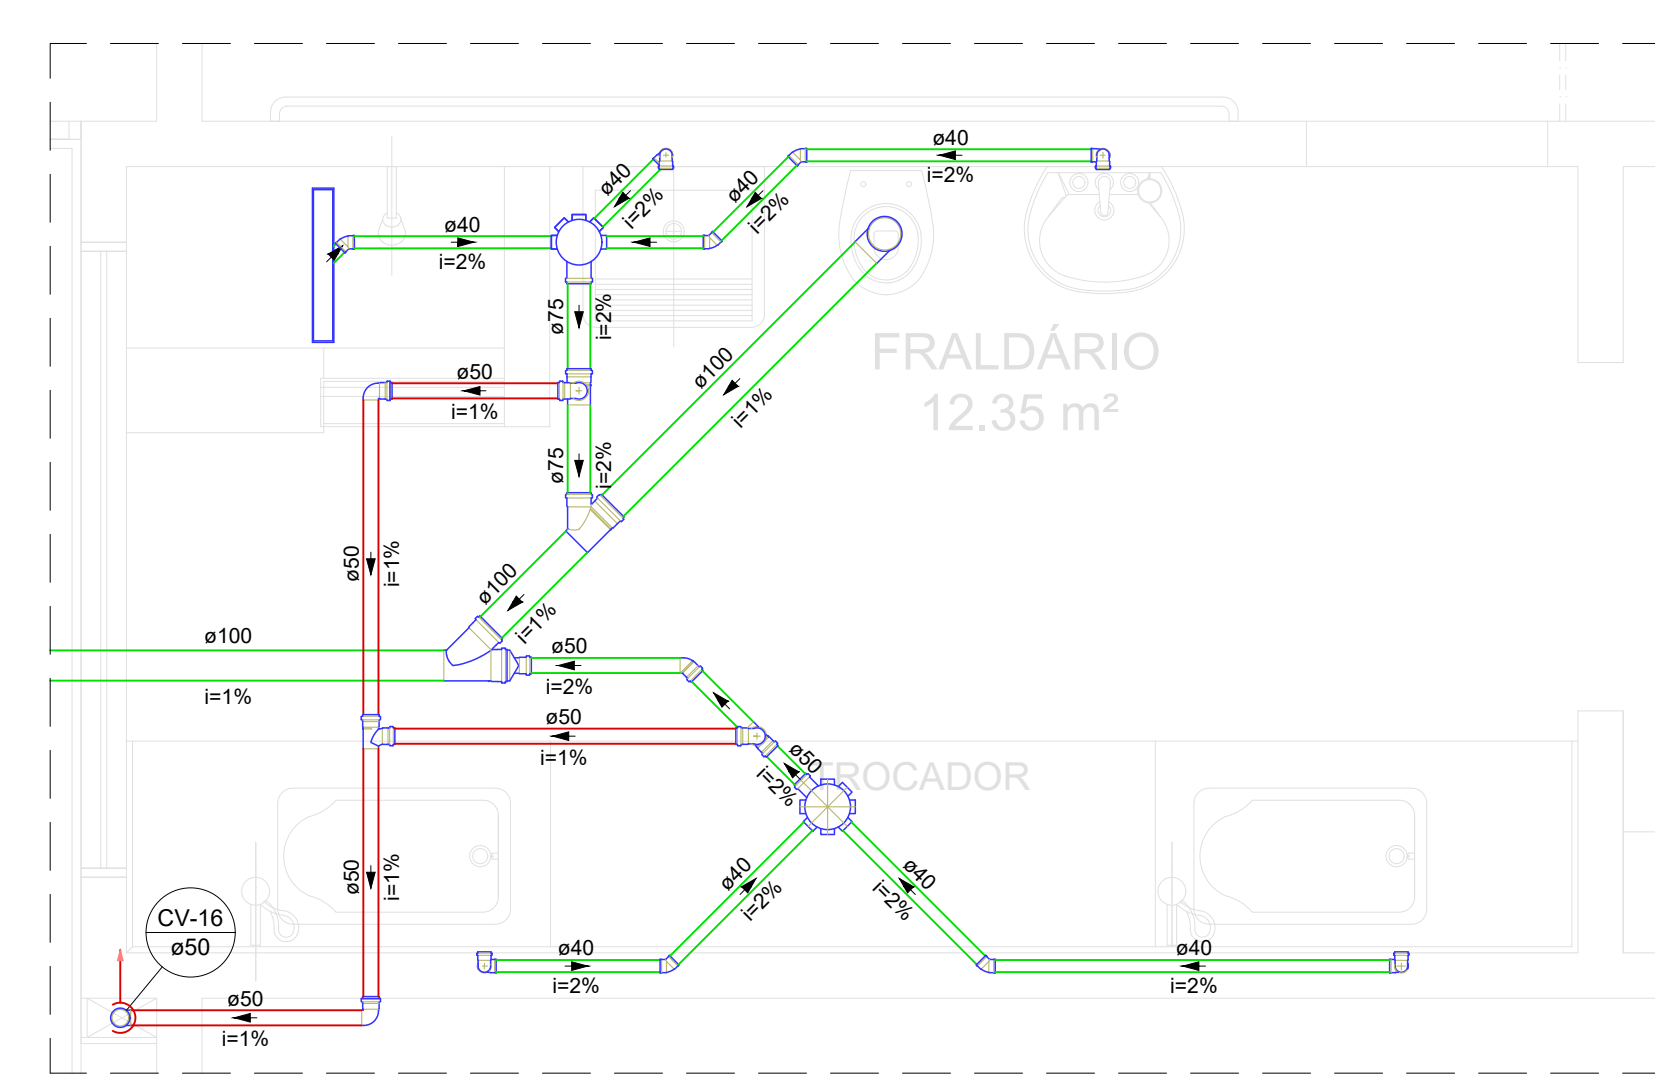 ø40
i=2%
ø40
i=2%
ø40
i=2%
ø40
i=2%
ø75
i=2%
FRALDÁRIO
12.35 m²
ø100
i=1%
ø50
i=1%
ø75
i=2%
ø50
i=1%
ø100
i=1%
ø100
i=1%
ø50
i=2%
ø50
i=1%
ø50
i=2%
TROCADOR
ø50
i=1%
ø40
i=2%
ø40
i=2%
CV-16
ø50
ø40
i=2%
ø40
i=2%
ø50
i=1%